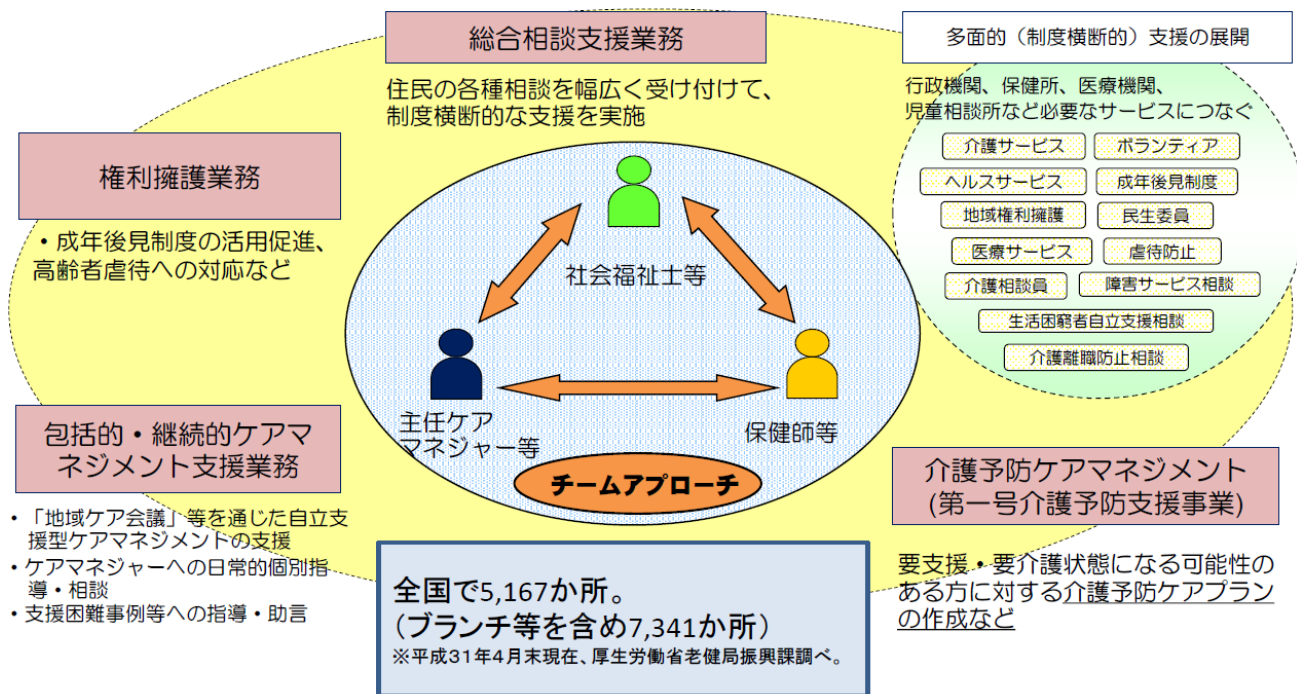 総合相談支援業務
住民の各種相談を幅広く受け付けて、
制度横断的な支援を実施
多面的（制度横断的）支援の展開
行政機関、保健所、医療機関、
児童相談所など必要なサービスにつなぐ
介護サービス
ボランティア
ヘルスサービス
成年後見制度
地域権利擁護
民生委員
医療サービス
虐待防止
介護相談員
障害サービス相談
生活困窮者自立支援相談
介護離職防止相談
権利擁護業務
・成年後見制度の活用促進、
高齢者虐待への対応など
社会福祉士等
主任ケア
マネジャー等
保健師等
チームアプローチ
包括的・継続的ケアマ
ネジメント支援業務
・「地域ケア会議」等を通じた自立支
援型ケアマネジメントの支援
・ケアマネジャーへの日常的個別指
導・相談
・支援困難事例等への指導・助言
介護予防ケアマネジメント
(第一号介護予防支援事業)
要支援・要介護状態になる可能性の
ある方に対する介護予防ケアプラン
の作成など
全国で5,167か所。
（ブランチ等を含め7,341か所）
※平成31年4月末現在、厚生労働省老健局振興課調べ。